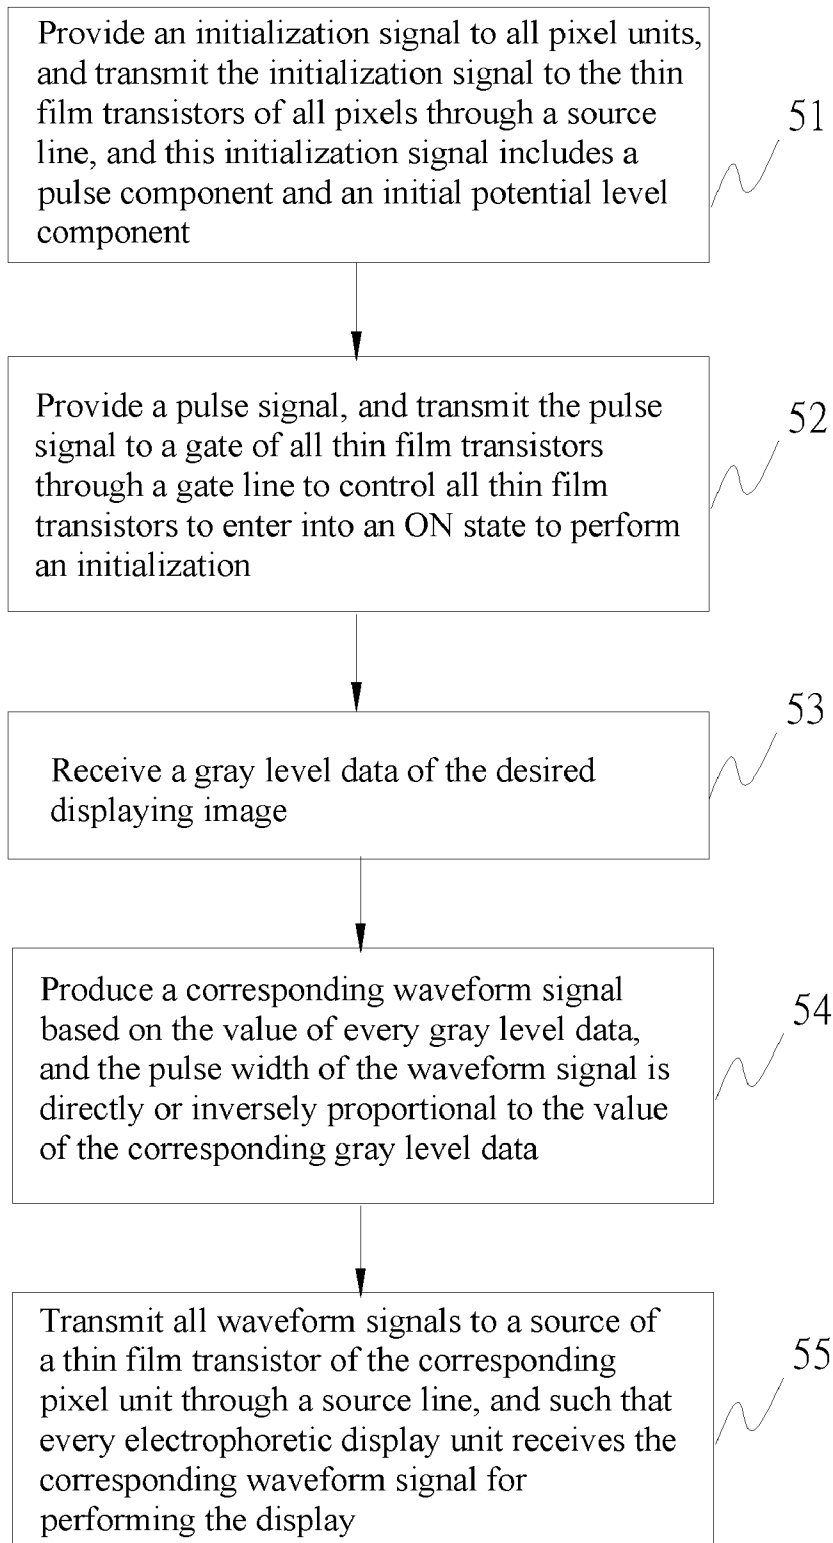 Provide an initialization signal to all pixel units,
and transmit the initialization signal to the thin
film transistors of all pixels through a source
line, and this initialization signal includes a
pulse component and an initial potential level
component
51
Provide a pulse signal, and transmit the pulse
signal to a gate of all thin film transistors
through a gate line to control all thin film
transistors to enter into an ON state to perform
an initialization
52
Receive a gray level data of the desired
displaying image
53
Produce a corresponding waveform signal
based on the value of every gray level data,
and the pulse width of the waveform signal is
directly or inversely proportional to the value
of the corresponding gray level data
54
Transmit all waveform signals to a source of
a thin film transistor of the corresponding
pixel unit through a source line, and such that
every electrophoretic display unit receives the
corresponding waveform signal for
performing the display
55